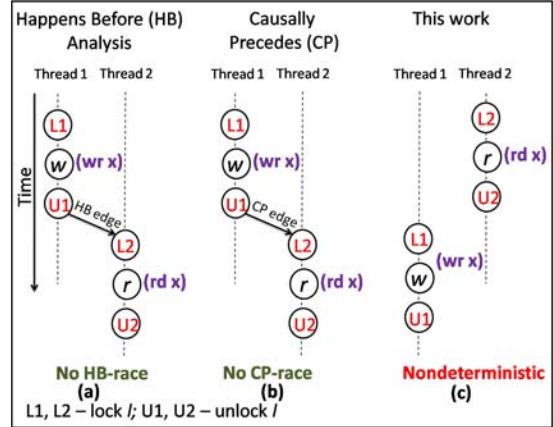 Happens Before (HB)
Analysis
Causally
Precedes (CP)
This work
Thread 1
Thread 2
Thread 1
Thread 2
Thread 1
Thread 2
Time
L1
w
(wr x)
U1
HB edge
L2
r
(rd x)
U2
L1
w
(wr x)
U1
CP edge
L2
r
(rd x)
U2
L2
r
(rd x)
U2
L1
w
(wr x)
U1
No HB-race
No CP-race
Nondeterministic
(a)
(b)
(c)
L1, L2 – lock l; U1, U2 – unlock l